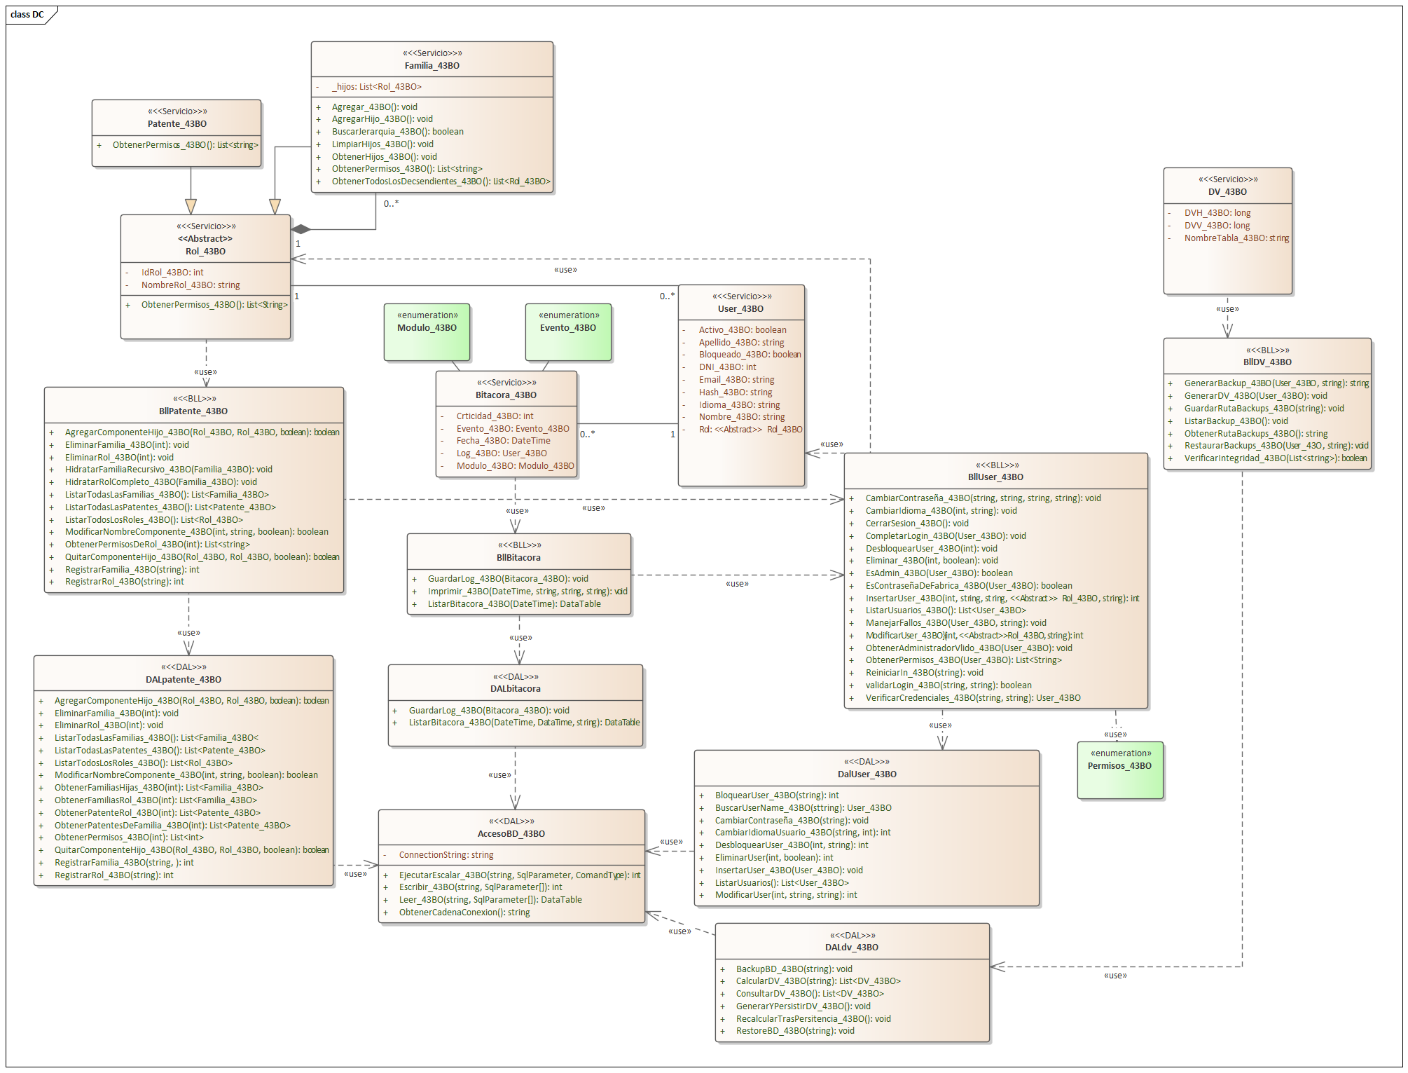 class DC
«<<Servicio>>»
Familia_43BO
- _hijos: List<Rol_43BO>
+ Agregar_43BO(): void
+ AgregarHijo_43BO(): void
+ BuscarJerarquia_43BO(): boolean
+ LimpiarHijos_43BO(): void
+ ObtenerHijos_43BO(): void
+ ObtenerPermisos_43BO(): List<string>
+ ObtenerTodosLosDecsendientes_43BO(): List<Rol_43BO>
«<<Servicio>>»
Patente_43BO
+ ObtenerPermisos_43BO(): List<string>
0..*
1
«<<Servicio>>»
<<Abstract>>
Rol_43BO
- IdRol_43BO: int
- NombreRol_43BO: string
+ ObtenerPermisos_43BO(): List<String>
«use»
1
0..*
«<<Servicio>>»
DV_43BO
- DVH_43BO: long
- DVV_43BO: long
- NombreTabla_43BO: string
«use»
«enumeration»
Modulo_43BO
«enumeration»
Evento_43BO
«<<Servicio>>»
User_43BO
- Activo_43BO: boolean
- Apellido_43BO: string
- Bloqueado_43BO: boolean
- DNI_43BO: int
- Email_43BO: string
- Hash_43BO: string
- Idioma_43BO: string
- Nombre_43BO: string
- Rol: <<Abstract>> Rol_43BO
«<<Servicio>>»
Bitacora_43BO
- Crticidad_43BO: int
- Evento_43BO: Evento_43BO
- Fecha_43BO: DateTime
- Log_43BO: User_43BO
- Modulo_43BO: Modulo_43BO
0..*
1
«use»
«<<BLL>>»
BllDV_43BO
+ GenerarBackup_43BO(User_43BO, string): string
+ GenerarDV_43BO(User_43BO): void
+ GuardarRutaBackups_43BO(string): void
+ ListarBackup_43BO(): void
+ ObtenerRutaBackups_43BO(): string
+ RestaurarBackups_43BO(User_43O, string): void
+ VerificarIntegridad_43BO(List<string>): boolean
«use»
«<<BLL>>»
BllPatente_43BO
+ AgregarComponenteHijo_43BO(Rol_43BO, Rol_43BO, boolean): boolean
+ EliminarFamilia_43BO(int): void
+ EliminarRol_43BO(int): void
+ HidratarFamiliaRecursivo_43BO(Familia_43BO): void
+ HidratarRolCompleto_43BO(Familia_43BO): void
+ ListarTodasLasFamilias_43BO(): List<Familia_43BO>
+ ListarTodasLasPatentes_43BO(): List<Patente_43BO>
+ ListarTodosLosRoles_43BO(): List<Rol_43BO>
+ ModificarNombreComponente_43BO(int, string, boolean): boolean
+ ObtenerPermisosDeRol_43BO(int): List<string>
+ QuitarComponenteHijo_43BO(Rol_43BO, Rol_43BO, boolean): boolean
+ RegistrarFamilia_43BO(string): int
+ RegistrarRol_43BO(string): int
«use»
«use»
«<<BLL>>»
BllBitacora
+ GuardarLog_43BO(Bitacora_43BO): void
+ Imprimir_43BO(DateTime, string, string, string): void
+ ListarBitacora_43BO(DateTime): DataTable
«use»
«<<BLL>>»
BllUser_43BO
+ CambiarContraseña_43BO(string, string, string, string): void
+ CambiarIdioma_43BO(int, string): void
+ CerrarSesion_43BO(): void
+ CompletarLogin_43BO(User_43BO): void
+ DesbloquearUser_43BO(int): void
+ Eliminar_43BO(int, boolean): void
+ EsAdmin_43BO(User_43BO): boolean
+ EsContraseñaDeFabrica_43BO(User_43BO): boolean
+ InsertarUser_43BO(int, string, string, <<Abstract>> Rol_43BO, string): int
+ ListarUsuarios_43BO(): List<User_43BO>
+ ManejarFallos_43BO(User_43BO, string): void
+ ModificarUser_43BO)(int, <<Abstract>>Rol_43BO, string): int
+ ObtenerAdministradorVlido_43BO(User_43BO): void
+ ObtenerPermisos_43BO(User_43BO): List<String>
+ ReiniciarIn_43BO(string): void
+ validarLogin_43BO(string, string): boolean
+ VerificarCredenciales_43BO(string, string): User_43BO
«use»
«use»
«<<DAL>>»
DALpatente_43BO
+ AgregarComponenteHijo_43BO(Rol_43BO, Rol_43BO, boolean): boolean
+ EliminarFamilia_43BO(int): void
+ EliminarRol_43BO(int): void
+ ListarTodasLasFamilias_43BO(): List<Familia_43BO<
+ ListarTodasLasPatentes_43BO(): List<Patente_43BO>
+ ListarTodosLosRoles_43BO(): List<Rol_43BO>
+ ModificarNombreComponente_43BO(int, string, boolean): boolean
+ ObtenerFamiliasHijas_43BO(int): List<Familia_43BO>
+ ObtenerFamiliasRol_43BO(int): List<Familia_43BO>
+ ObtenerPatenteRol_43BO(int): List<Patente_43BO>
+ ObtenerPatentesDeFamilia_43BO(int): List<Patente_43BO>
+ ObtenerPermisos_43BO(int): List<int>
+ QuitarComponenteHijo_43BO(Rol_43BO, Rol_43BO, boolean): boolean
+ RegistrarFamilia_43BO(string, ): int
+ RegistrarRol_43BO(string): int
«<<DAL>>»
DALbitacora
+ GuardarLog_43BO(Bitacora_43BO): void
+ ListarBitacora_43BO(DateTime, DataTime, string): DataTable
«use»
«use»
«use»
«enumeration»
Permisos_43BO
«<<DAL>>»
DalUser_43BO
+ BloquearUser_43BO(string): int
+ BuscarUserName_43BO(sttring): User_43BO
+ CambiarContraseña_43BO(string): void
+ CambiarIdiomaUsuario_43BO(string, int): int
+ DesbloquearUser_43BO(int, string): int
+ EliminarUser(int, boolean): int
+ InsertarUser_43BO(User_43BO): void
+ ListarUsuarios(): List<User_43BO>
+ ModificarUser(int, string, string): int
«<<DAL>>»
AccesoBD_43BO
- ConnectionString: string
+ EjecutarEscalar_43BO(string, SqlParameter, ComandType): int
+ Escribir_43BO(string, SqlParameter[]): int
+ Leer_43BO(string, SqlParameter[]): DataTable
+ ObtenerCadenaConexion(): string
«use»
«use»
«use»
«<<DAL>>»
DALdv_43BO
+ BackupBD_43BO(string): void
+ CalcularDV_43BO(string): List<DV_43BO>
+ ConsultarDV_43BO(): List<DV_43BO>
+ GenerarYPersistirDV_43BO(): void
+ RecalcularTrasPersitencia_43BO(): void
+ RestoreBD_43BO(string): void
«use»